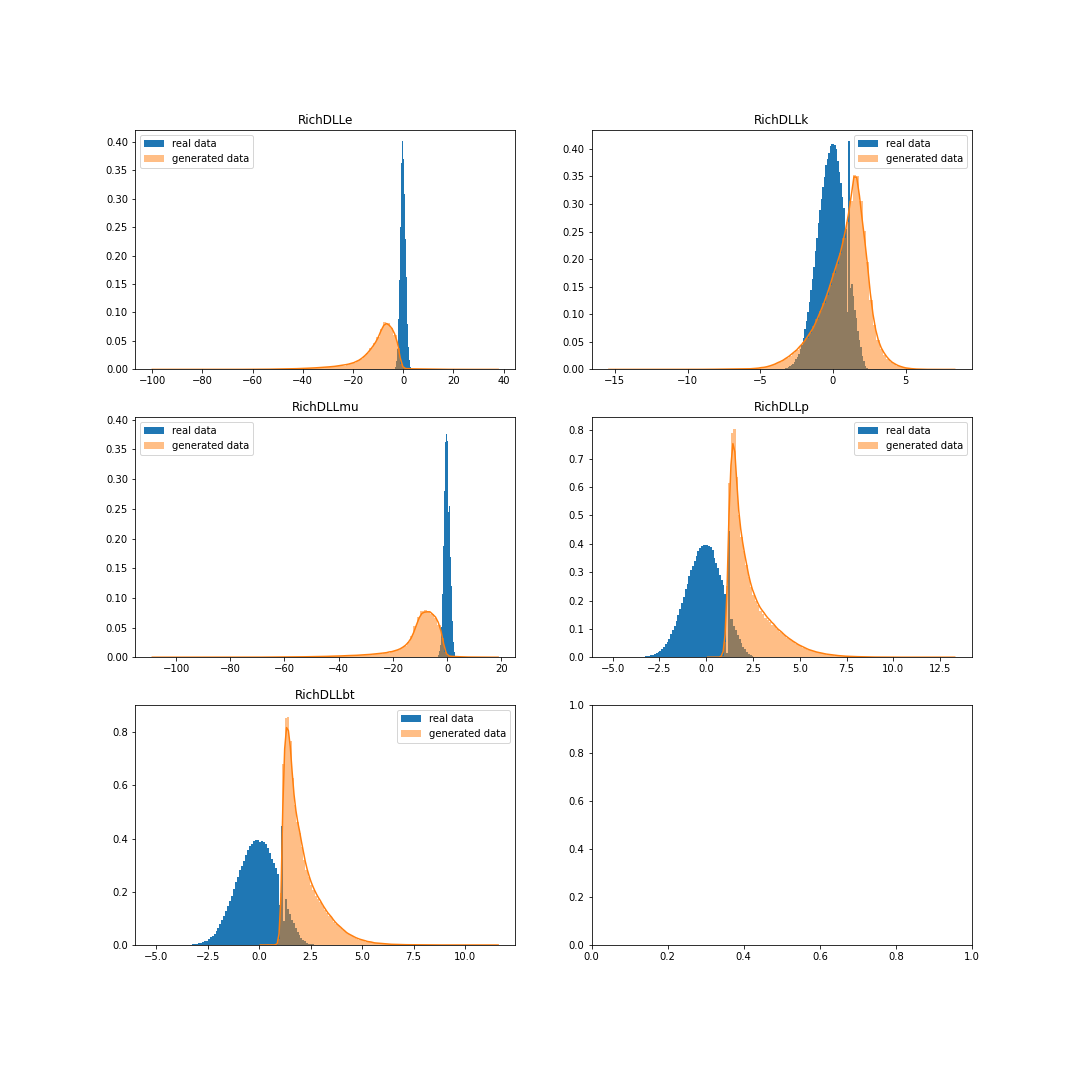 RichDLLe
real data
generated data
0.40
0.35
0.30
0.25
0.20
0.15
0.10
0.05
0.00
−100 −80 −60 −40 −20 0 20 40
RichDLLk
real data
generated data
0.40
0.35
0.30
0.25
0.20
0.15
0.10
0.05
0.00
−15 −10 −5 0 5
RichDLLmu
real data
generated data
0.40
0.35
0.30
0.25
0.20
0.15
0.10
0.05
0.00
−100 −80 −60 −40 −20 0 20
RichDLLp
real data
generated data
0.8
0.7
0.6
0.5
0.4
0.3
0.2
0.1
0.0
−5.0 −2.5 0.0 2.5 5.0 7.5 10.0 12.5
RichDLLbt
real data
generated data
0.8
0.6
0.4
0.2
0.0
−5.0 −2.5 0.0 2.5 5.0 7.5 10.0
1.0
0.8
0.6
0.4
0.2
0.0
0.0 0.2 0.4 0.6 0.8 1.0